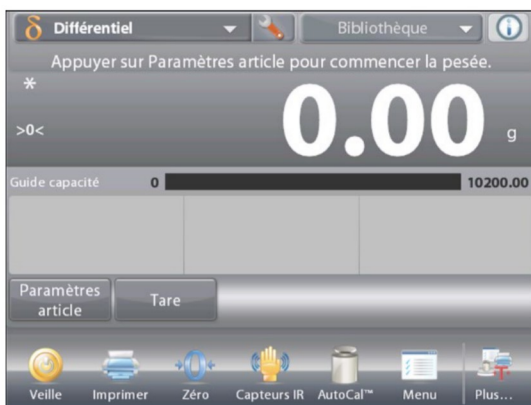 δ Différentiel Bibliothèque i
Appuyer sur Paramètres article pour commencer la pesée.
*
>0< 0.00 g
Guide capacité 0 10200.00
Paramètres article Tare
Veille Imprimer Zéro Capteurs IR AutoCal™ Menu Plus...